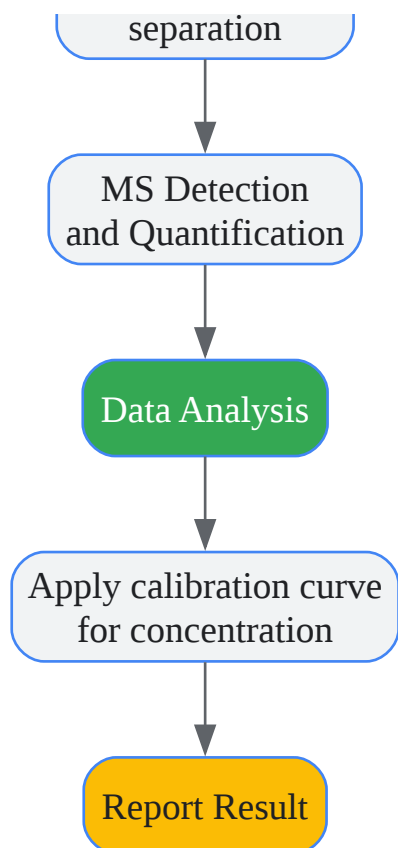 separation
MS Detection
and Quantification
Data Analysis
Apply calibration curve
for concentration
Report Result